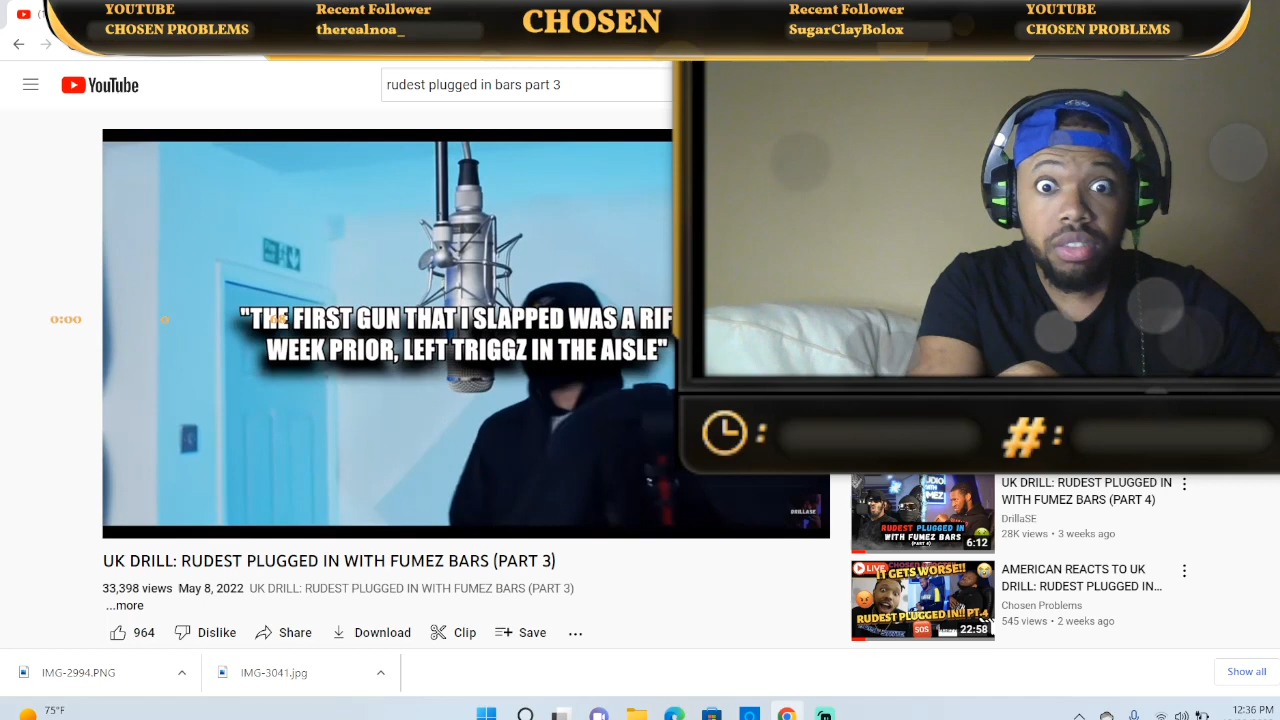 YOUTUBE
CHOSEN PROBLEMS
Recent Follower
therealnoa_
CHOSEN
Recent Follower
SugarClayBolox
YOUTUBE
CHOSEN PROBLEMS
YouTube
rudest plugged in bars part 3
0:00
"THE FIRST GUN THAT I SLAPPED WAS A RIF
WEEK PRIOR, LEFT TRIGGZ IN THE AISLE"
DRILLASE
:
# :
UK DRILL: RUDEST PLUGGED IN WITH FUMEZ BARS (PART 3)
33,398 views May 8, 2022 UK DRILL: RUDEST PLUGGED IN WITH FUMEZ BARS (PART 3)
...more
964
Dislike
Share
Download
Clip
Save
...
RUDEST PLUGGED IN
WITH FUMEZ BARS
6:12
UK DRILL: RUDEST PLUGGED IN
WITH FUMEZ BARS (PART 4)
DrillaSE
28K views • 3 weeks ago
LIVE
IT GETS WORSE!!
RUDEST PLUGGED IN!! PT.4
SOS
22:58
AMERICAN REACTS TO UK
DRILL: RUDEST PLUGGED IN...
Chosen Problems
545 views • 2 weeks ago
IMG-2994.PNG
IMG-3041.jpg
Show all
75°F
12:36 PM